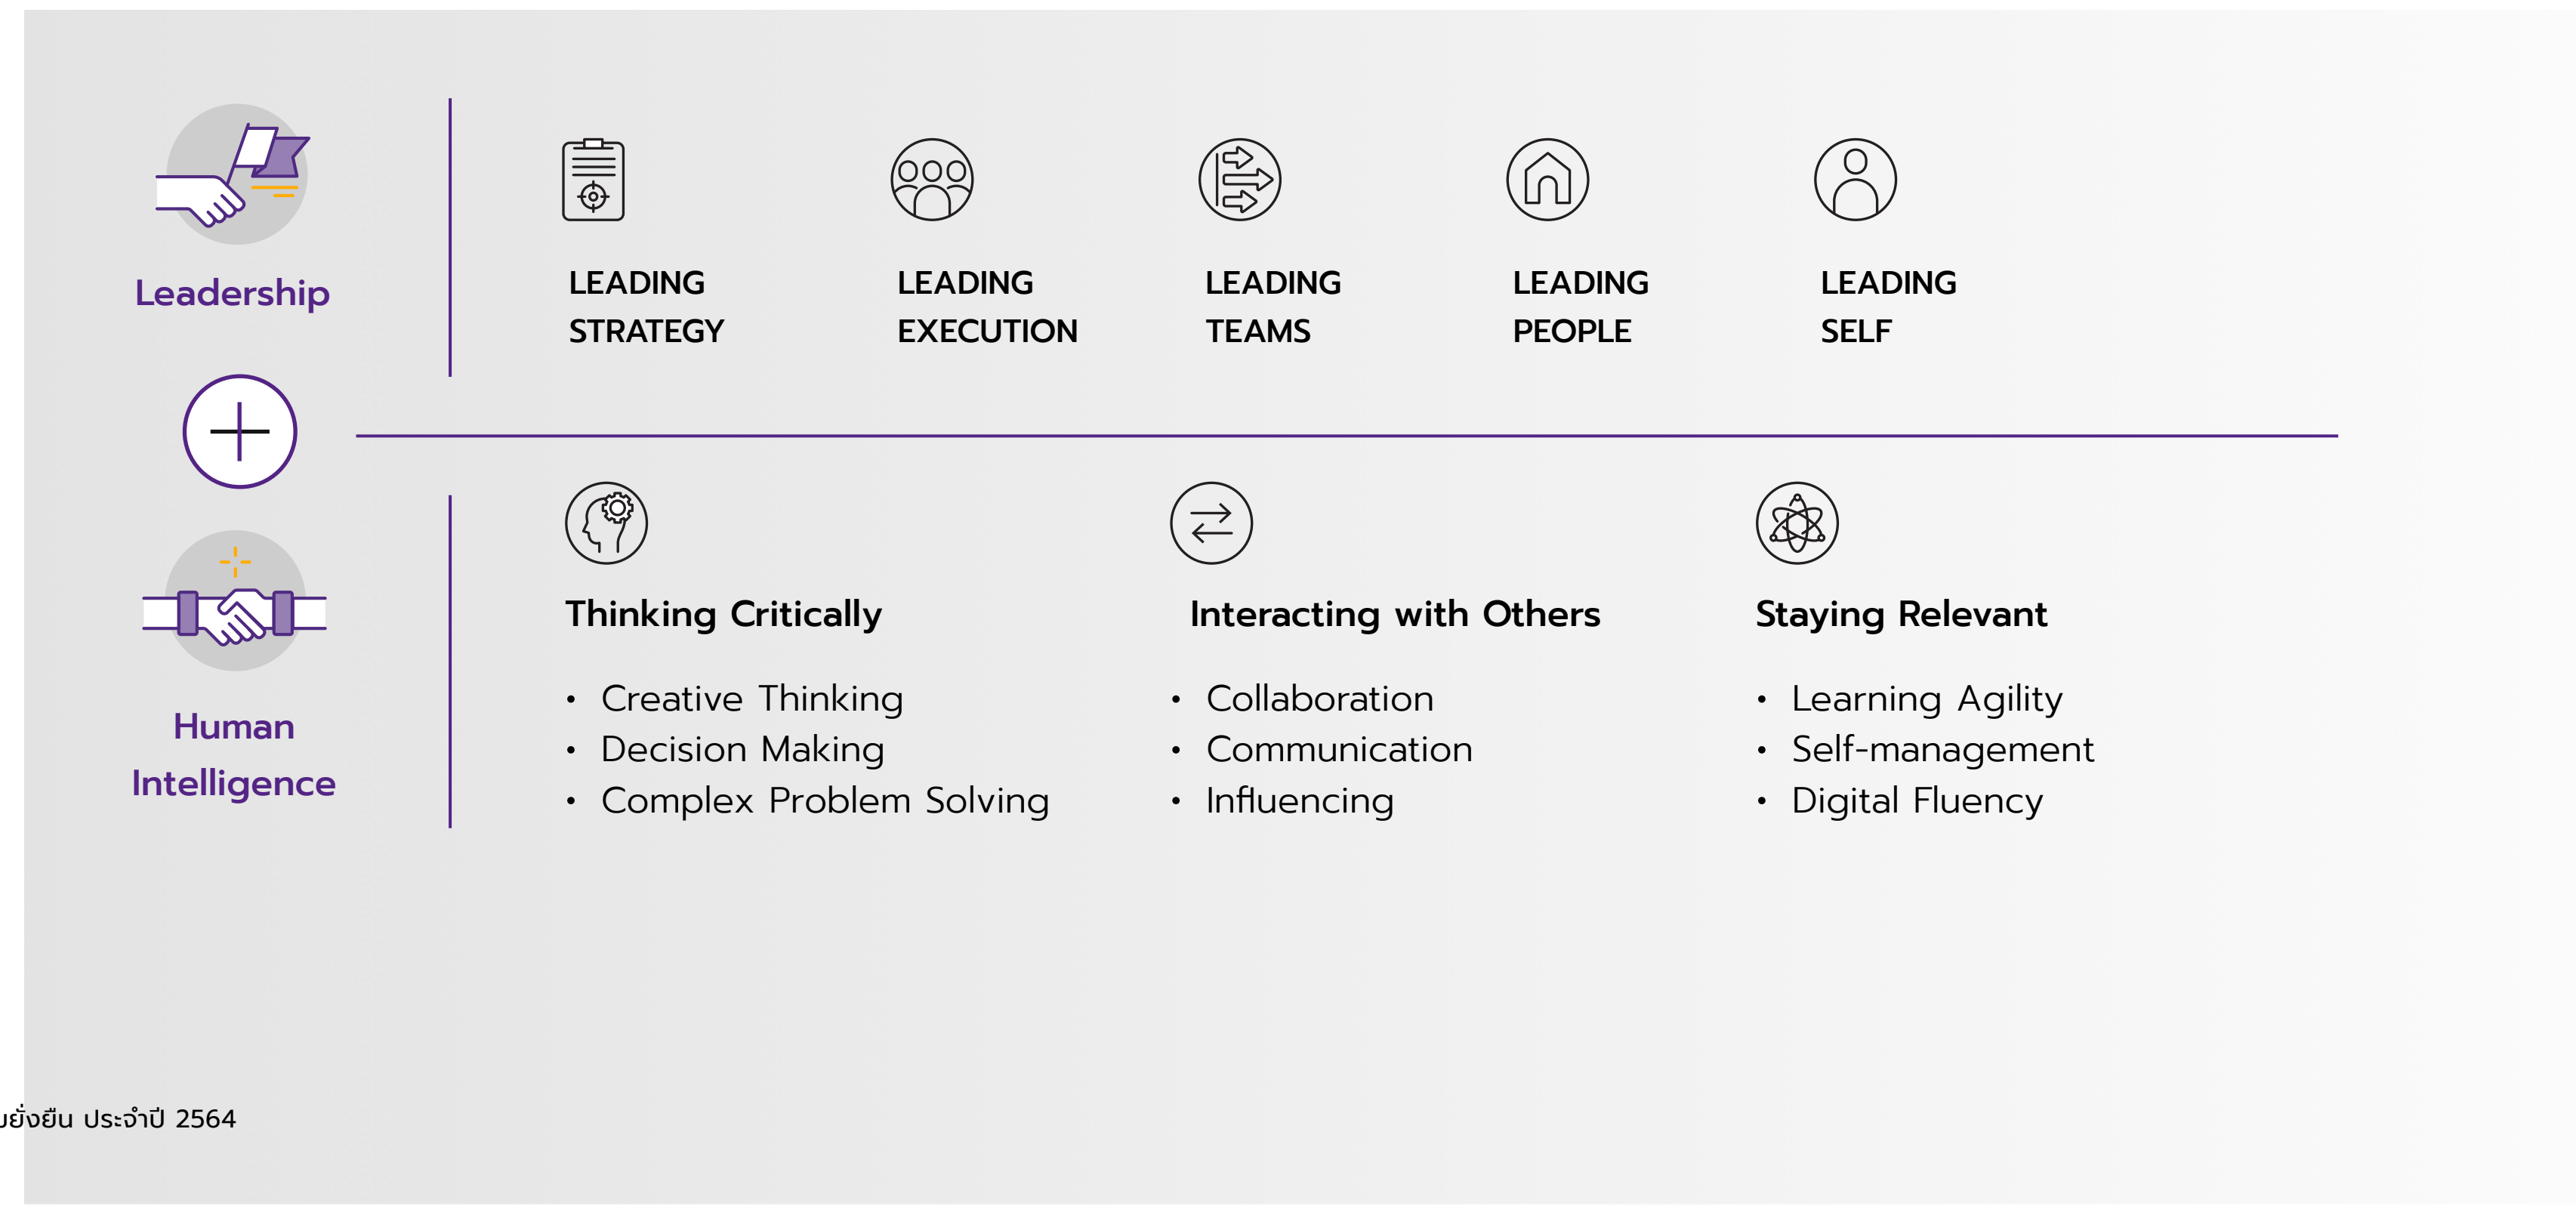 Leadership
LEADING
STRATEGY
LEADING
EXECUTION
LEADING
TEAMS
LEADING
PEOPLE
LEADING
SELF
Human
Intelligence
Thinking Critically
• Creative Thinking
• Decision Making
• Complex Problem Solving
Interacting with Others
• Collaboration
• Communication
• Influencing
Staying Relevant
• Learning Agility
• Self-management
• Digital Fluency
ยั่งยืน ประจำปี 2564